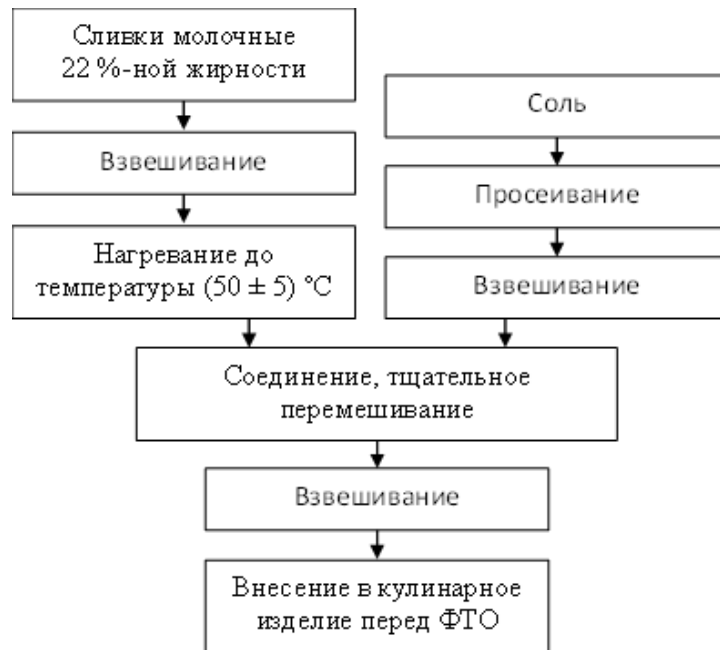 Сливки молочные
22 %-ной жирности
Взвешивание
Нагревание до
температуры (50 ± 5) °С
Соль
Просеивание
Взвешивание
Соединение, тщательное
перемешивание
Взвешивание
Внесение в кулинарное
изделие перед ФТО